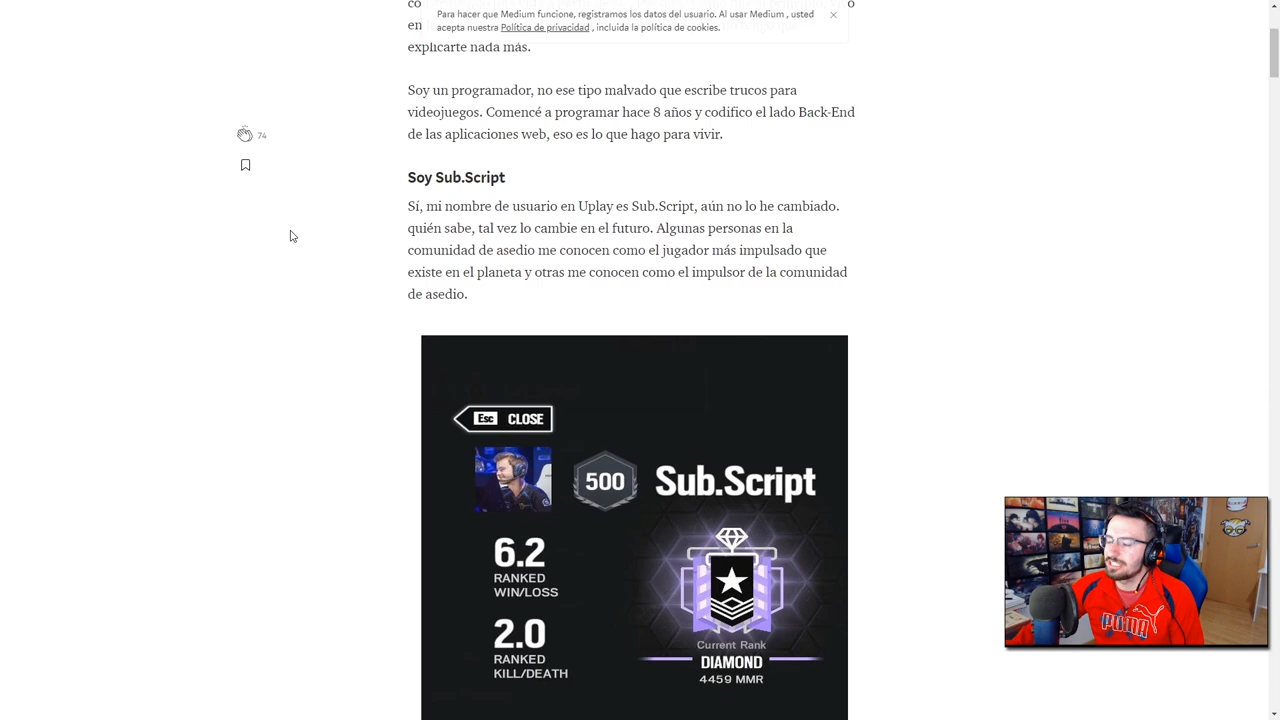 Para hacer que Medium funcione, registramos los datos del usuario. Al usar Medium , usted
acepta nuestra Política de privacidad , incluida la política de cookies.
en
explicarte nada más.
Soy un programador, no ese tipo malvado que escribe trucos para
videojuegos. Comencé a programar hace 8 años y codifico el lado Back-End
de las aplicaciones web, eso es lo que hago para vivir.
74
Soy Sub.Script
Sí, mi nombre de usuario en Uplay es Sub.Script, aún no lo he cambiado.
quién sabe, tal vez lo cambie en el futuro. Algunas personas en la
comunidad de asedio me conocen como el jugador más impulsado que
existe en el planeta y otras me conocen como el impulsor de la comunidad
de asedio.
Esc CLOSE
500
Sub.Script
6.2
RANKED
WIN/LOSS
2.0
RANKED
KILL/DEATH
Current Rank
DIAMOND
4459 MMR
PUMA